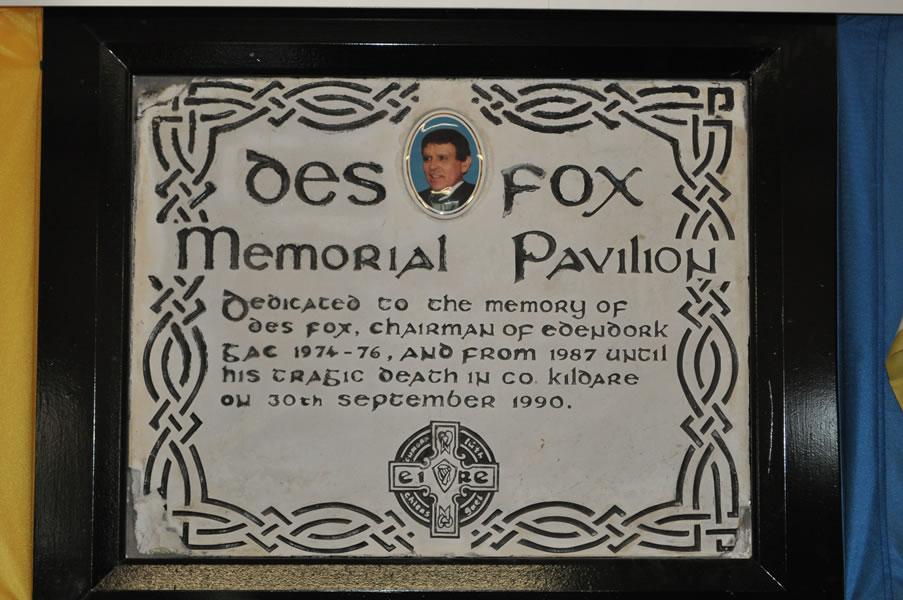 Des Fox
Memorial Pavilion
Dedicated to the memory of
Des Fox, Chairman of Edendork
GAC 1974-76, and from 1987 until
his tragic death in Co. Kildare
on 30th September 1990.
EIRE